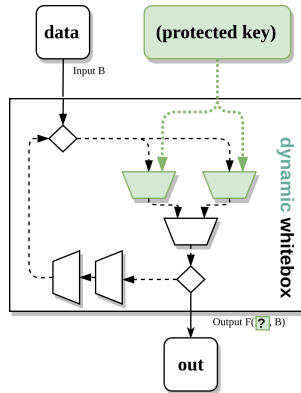 data
(protected key)
Input B
dynamic whitebox
Output F(?, B)
out